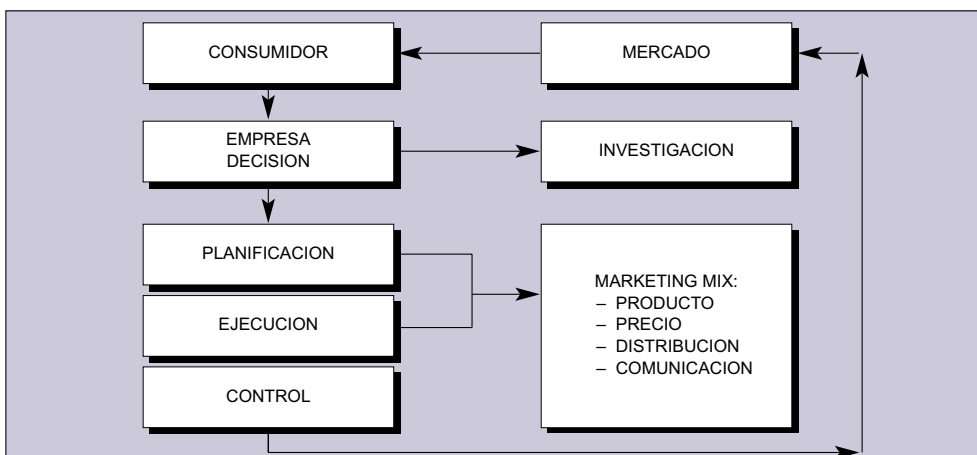 CONSUMIDOR
MERCADO
EMPRESA
DECISION
INVESTIGACION
PLANIFICACION
EJECUCION
CONTROL
MARKETING MIX:
– PRODUCTO
– PRECIO
– DISTRIBUCION
– COMUNICACION